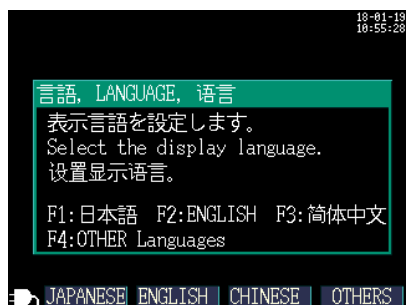 18-01-19
10:55:28
言語, LANGUAGE, 语言
表示言語を設定します。
Select the display language.
设置显示语言。
F1:日本語 F2:ENGLISH F3:简体中文
F4:OTHER Languages
JAPANESE ENGLISH CHINESE OTHERS